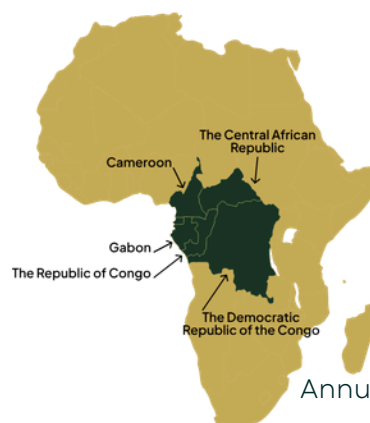 The Central African
Republic
Cameroon
Gabon
The Republic of Congo
The Democratic
Republic of the Congo
Annu